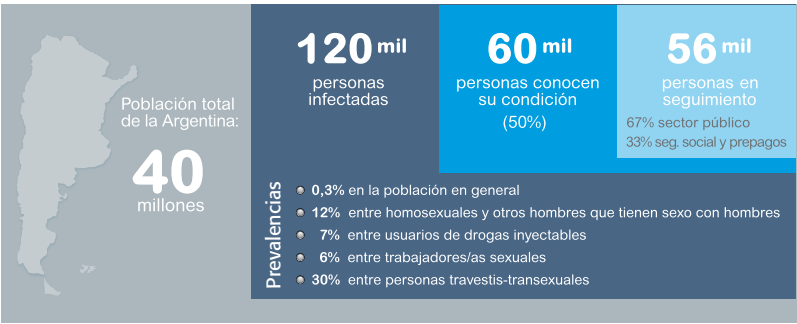 Población total
de la Argentina:
40
millones
120 mil
personas
infectadas
60 mil
personas conocen
su condición
(50%)
56 mil
personas en
seguimiento
67% sector público
33% seg. social y prepagos
Prevalencias
0,3% en la población en general
12% entre homosexuales y otros hombres que tienen sexo con hombres
7% entre usuarios de drogas inyectables
6% entre trabajadores/as sexuales
30% entre personas travestis-transexuales